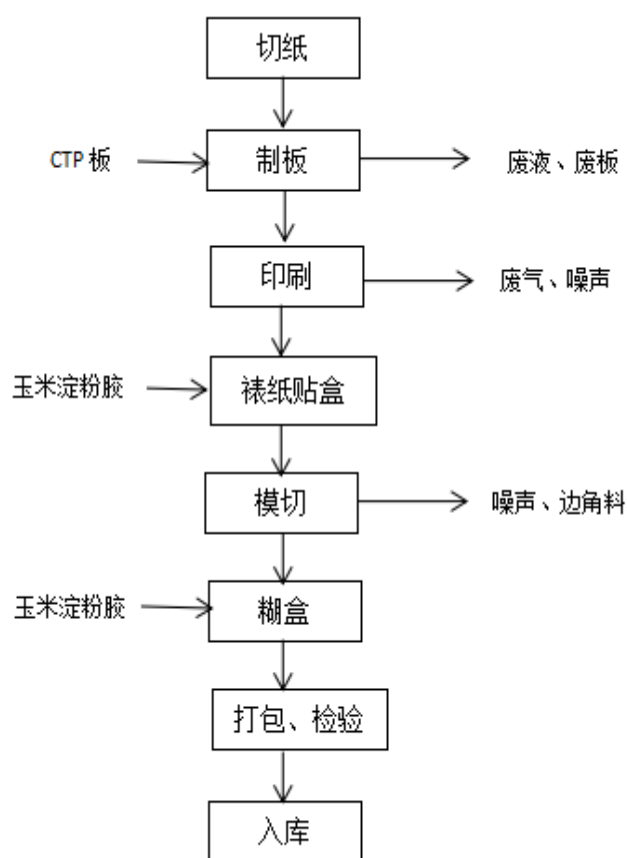 切纸
CTP 板
制板
废液、废板
印刷
废气、噪声
玉米淀粉胶
裱纸贴盒
模切
噪声、边角料
玉米淀粉胶
糊盒
打包、检验
入库